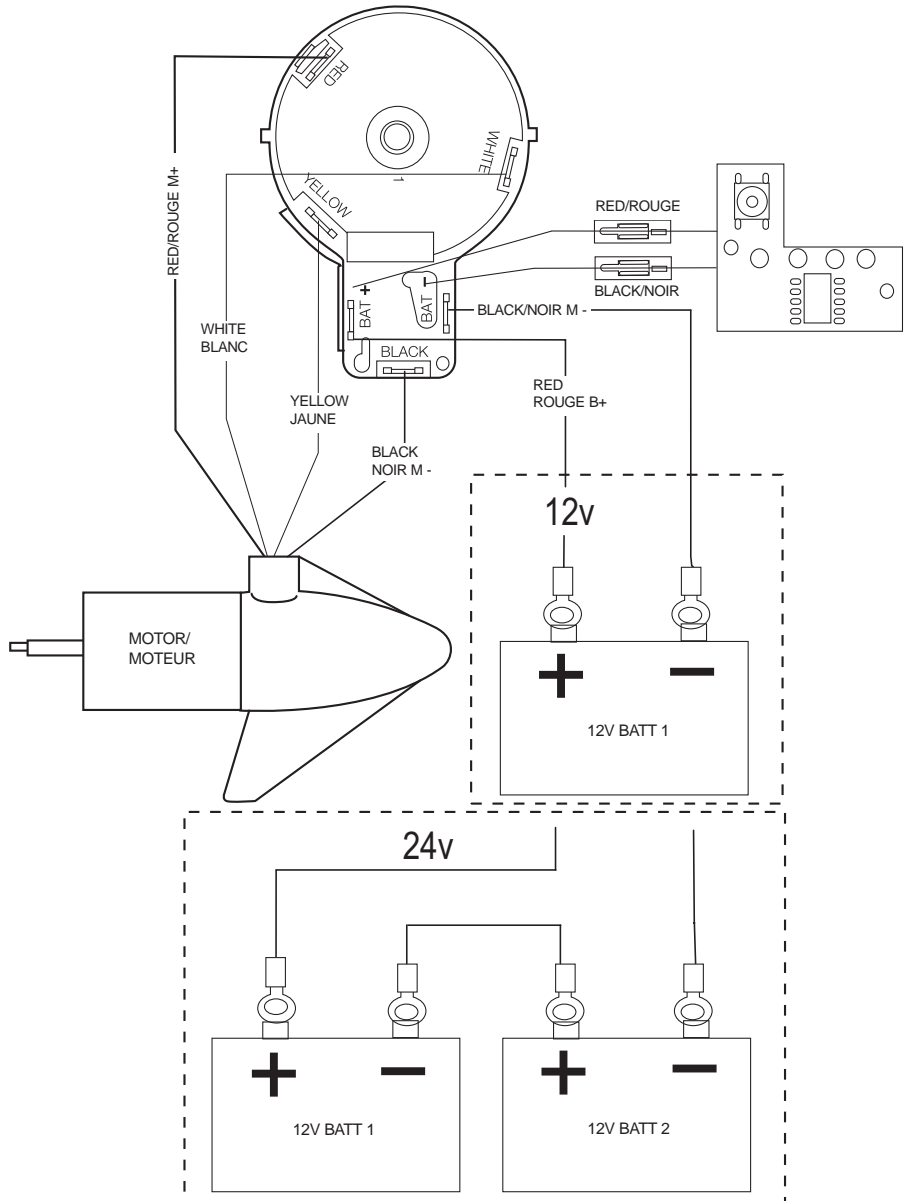 RED
WHITE
1
YELLOW
RED/ROUGE M+
RED/ROUGE
BLACK/NOIR
+
BAT
-
BAT
BLACK/NOIR M -
BLACK
WHITE
BLANC
YELLOW
JAUNE
BLACK
NOIR M -
RED
ROUGE B+
12v
MOTOR/
MOTEUR
+ −
12V BATT 1
24v
+ −
12V BATT 1
+ −
12V BATT 2